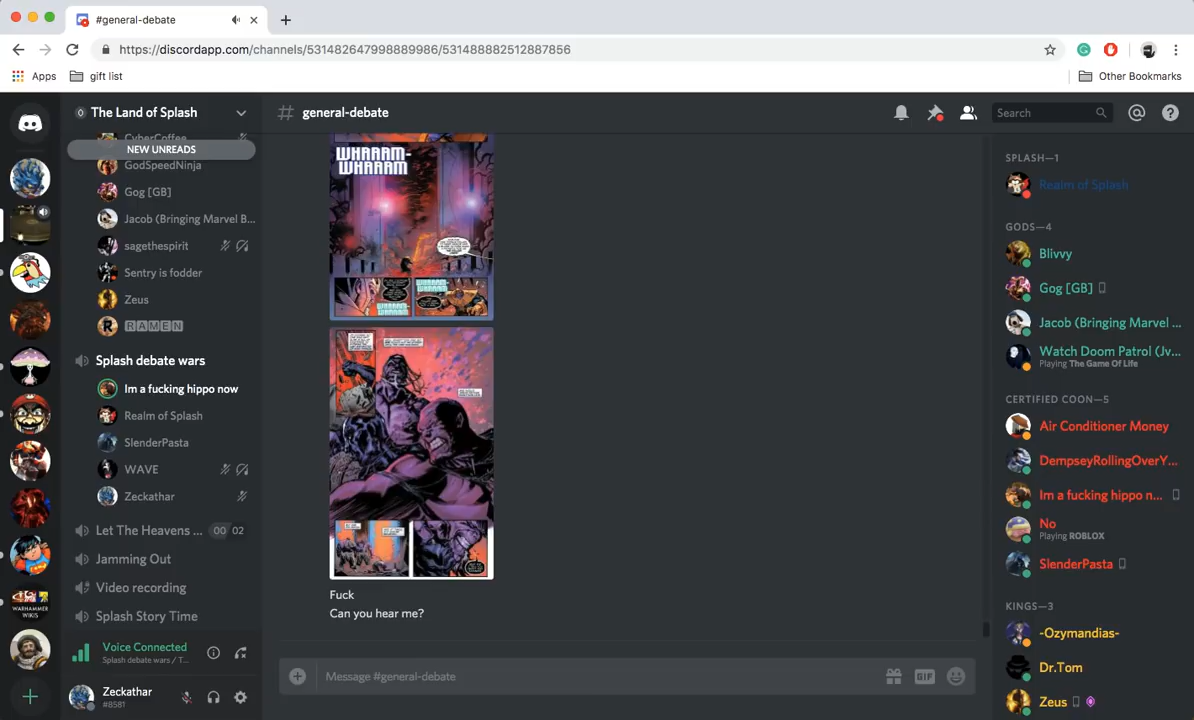 #general-debate
https://discordapp.com/channels/531482647998889986/531488882512887856
Apps
gift list
Other Bookmarks
The Land of Splash
general-debate
Search
CyberCoffee
NEW UNREADS
GodSpeedNinja
Gog [GB]
Jacob (Bringing Marvel B...
sagethespirit
Sentry is fodder
Zeus
R RAMEN
Splash debate wars
Im a fucking hippo now
Realm of Splash
SlenderPasta
WAVE
Zeckathar
Let The Heavens ... 00 02
Jamming Out
Video recording
Splash Story Time
Voice Connected
Splash debate wars / T...
Zeckathar
#8581
WARHAMMER
WIKIS
WHRAAM-
WHRAAM
Fuck
Can you hear me?
Message #general-debate
GIF
SPLASH—1
Realm of Splash
GODS—4
Blivvy
Gog [GB]
Jacob (Bringing Marvel ...
Watch Doom Patrol (Jv...
Playing The Game Of Life
CERTIFIED COON—5
Air Conditioner Money
DempseyRollingOverY...
Im a fucking hippo n...
No
Playing ROBLOX
SlenderPasta
KINGS—3
-Ozymandias-
Dr.Tom
Zeus